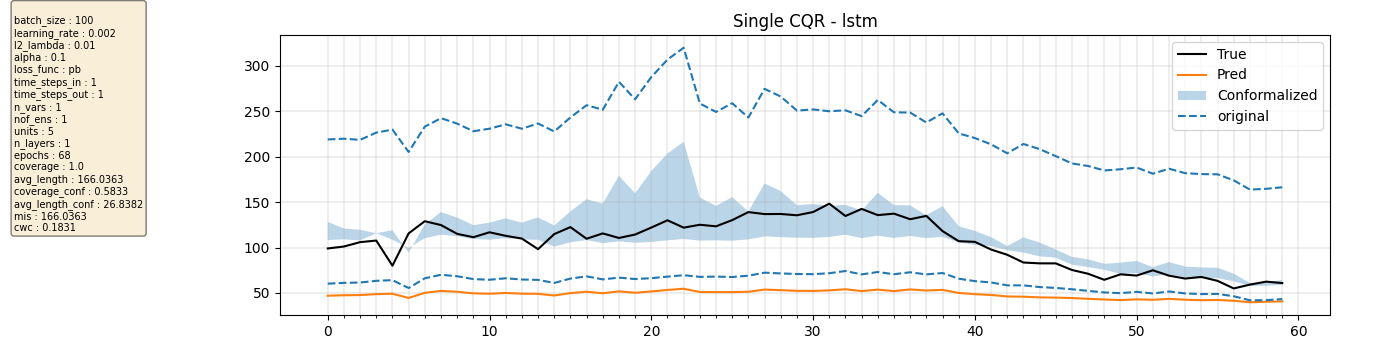 batch_size : 100
learning_rate : 0.002
l2_lambda : 0.01
alpha : 0.1
loss_func : pb
time_steps_in : 1
time_steps_out : 1
n_vars : 1
nof_ens : 1
units : 5
n_layers : 1
epochs : 68
coverage : 1.0
avg_length : 166.0363
coverage_conf : 0.5833
avg_length_conf : 26.8382
mis : 166.0363
cwc : 0.1831
Single CQR - lstm
True
Pred
Conformalized
original
300
250
200
150
100
50
0 10 20 30 40 50 60